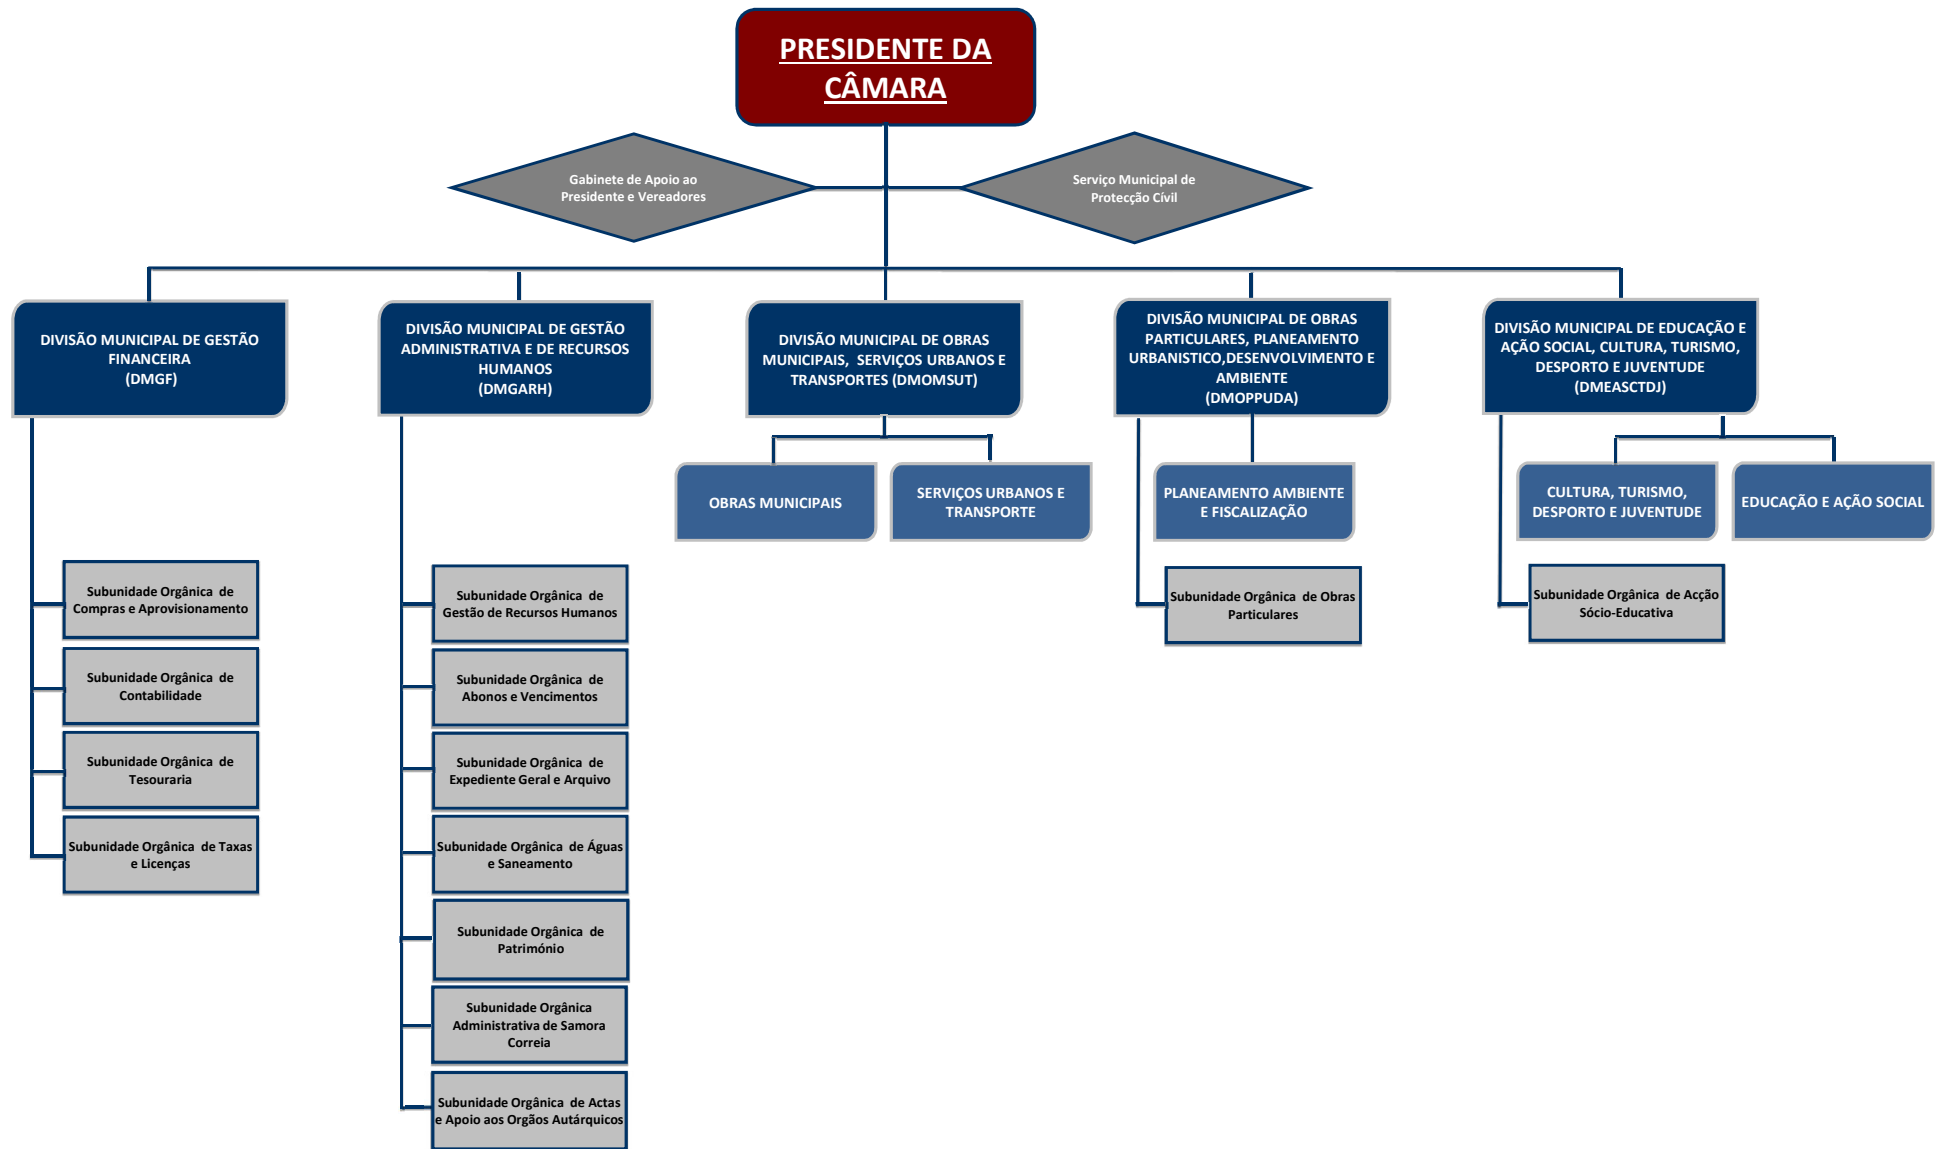 PRESIDENTE DA
CÂMARA
Gabinete de Apoio ao
Presidente e Vereadores
Serviço Municipal de
Protecção Cívil
DIVISÃO MUNICIPAL DE GESTÃO
FINANCEIRA
(DMGF)
DIVISÃO MUNICIPAL DE GESTÃO
ADMINISTRATIVA E DE RECURSOS
HUMANOS
(DMGARH)
DIVISÃO MUNICIPAL DE OBRAS
MUNICIPAIS, SERVIÇOS URBANOS E
TRANSPORTES (DMOMSUT)
DIVISÃO MUNICIPAL DE OBRAS
PARTICULARES, PLANEAMENTO
URBANISTICO,DESENVOLVIMENTO E
AMBIENTE
(DMOPPUDA)
DIVISÃO MUNICIPAL DE EDUCAÇÃO E
AÇÃO SOCIAL, CULTURA, TURISMO,
DESPORTO E JUVENTUDE
(DMEASCTDJ)
OBRAS MUNICIPAIS
SERVIÇOS URBANOS E
TRANSPORTE
PLANEAMENTO AMBIENTE
E FISCALIZAÇÃO
CULTURA, TURISMO,
DESPORTO E JUVENTUDE
EDUCAÇÃO E AÇÃO SOCIAL
Subunidade Orgânica de
Compras e Aprovisionamento
Subunidade Orgânica de
Contabilidade
Subunidade Orgânica de
Tesouraria
Subunidade Orgânica de Taxas
e Licenças
Subunidade Orgânica de
Gestão de Recursos Humanos
Subunidade Orgânica de
Abonos e Vencimentos
Subunidade Orgânica de
Expediente Geral e Arquivo
Subunidade Orgânica de Águas
e Saneamento
Subunidade Orgânica de
Património
Subunidade Orgânica
Administrativa de Samora
Correia
Subunidade Orgânica de Actas
e Apoio aos Orgãos Autárquicos
Subunidade Orgânica de Obras
Particulares
Subunidade Orgânica de Acção
Sócio-Educativa